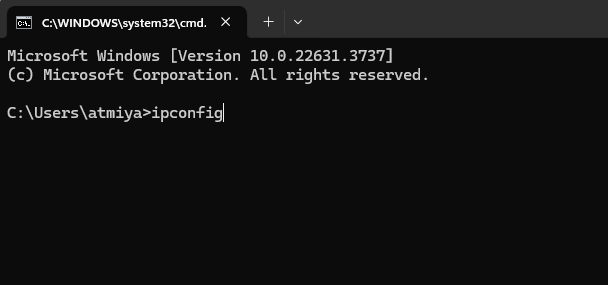 C:\WINDOWS\system32\cmd.
Microsoft Windows [Version 10.0.22631.3737]
(c) Microsoft Corporation. All rights reserved.
C:\Users\atmiya>ipconfig